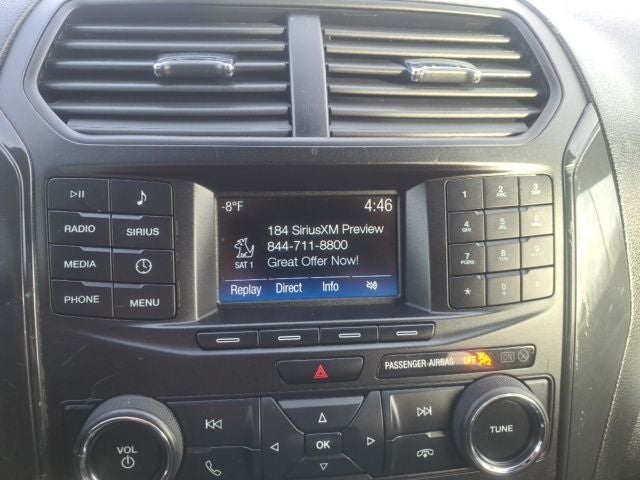 -8°F
4:46
184 SiriusXM Preview
844-711-8800
SAT 1
Great Offer Now!
Replay Direct Info
RADIO
SIRIUS
MEDIA
PHONE
MENU
1
2 ABC
3 DEF
4 GHI
5 JKL
6 MNO
7 PQRS
8 TUV
9
*
0
#
PASSENGER AIRBAG OFF ON
VOL
OK
TUNE